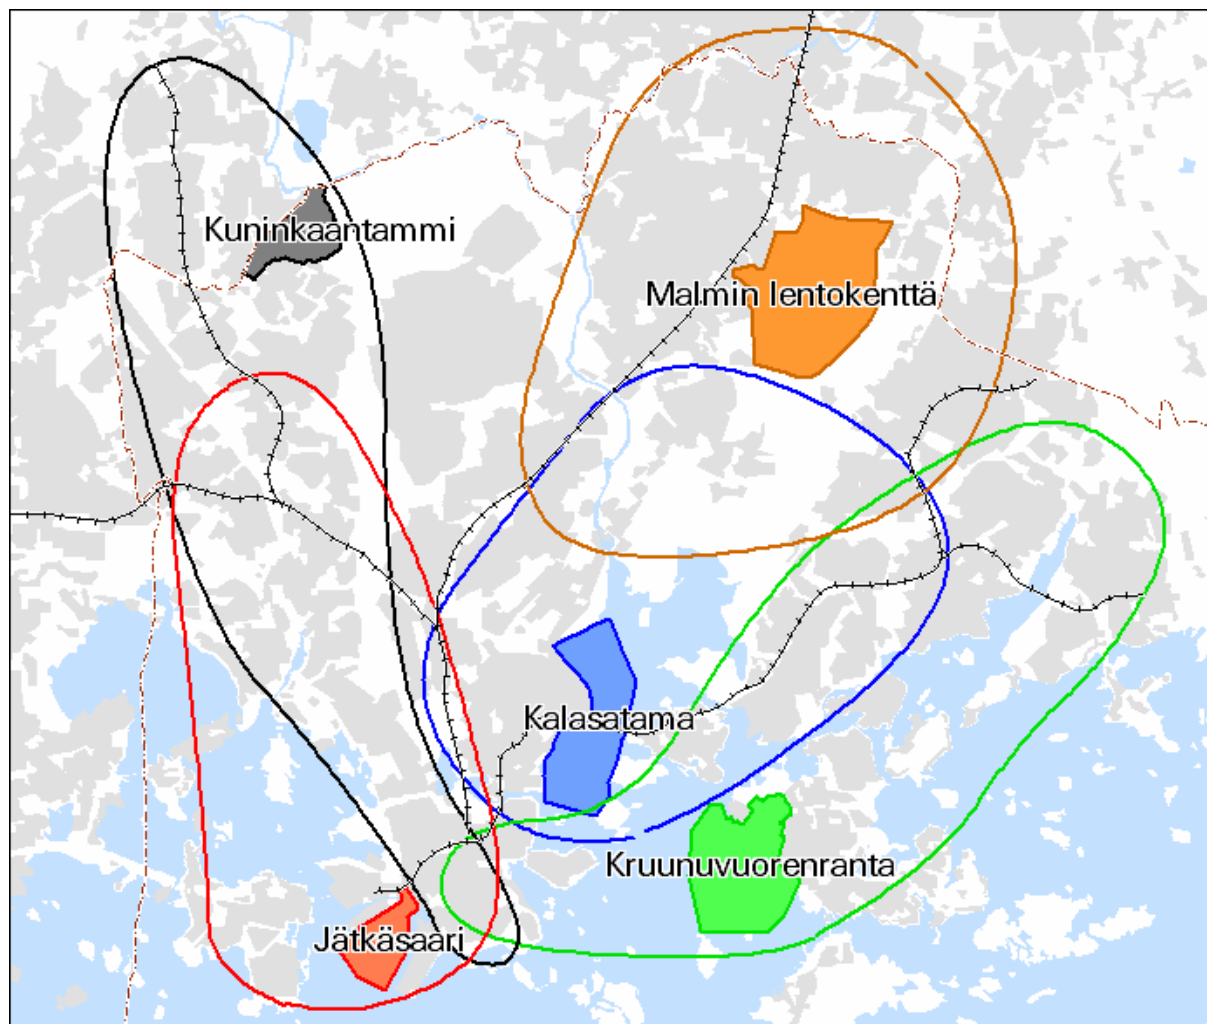 Kuninkaantammi
Malmin lentokenttä
Kalasatama
Kruunuvuorenranta
Jätkäsaari